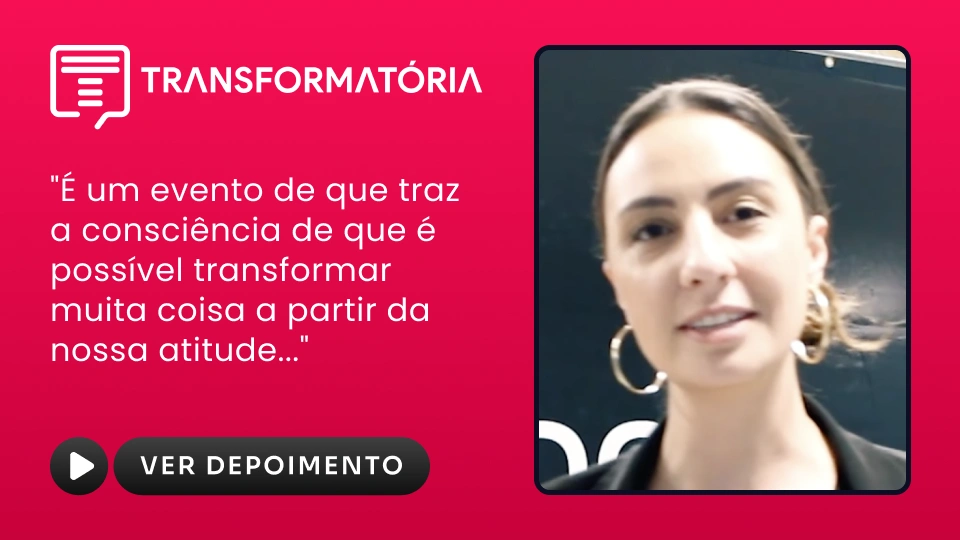 TRANSFORMATÓRIA
"É um evento de que traz
a consciência de que é
possível transformar
muita coisa a partir da
nossa atitude..."
VER DEPOIMENTO